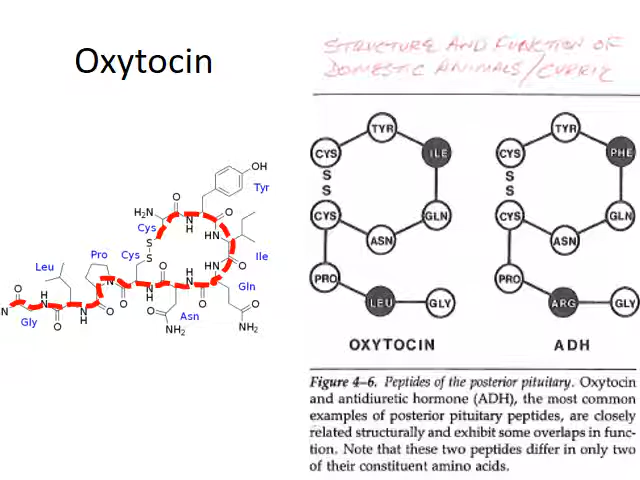 Oxytocin
STRUCTURE AND FUNCTION OF
DOMESTIC ANIMALS/CURRIE
OH
Tyr
H2N
O
O
N
H
Cys
HN
S
S
Cys
O
Ile
HN
O
Gln
Pro
Leu
O
N
O
N
H
O
N
H
O
N
H
O
N
H
O
N
Gly
O
Asn
NH2
O
NH2
CYS
TYR
ILE
S
S
CYS
GLN
ASN
PRO
LEU
GLY
OXYTOCIN
CYS
TYR
PHE
S
S
CYS
GLN
ASN
PRO
ARG
GLY
ADH
Figure 4–6. Peptides of the posterior pituitary. Oxytocin
and antidiuretic hormone (ADH), the most common
examples of posterior pituitary peptides, are closely
related structurally and exhibit some overlaps in func-
tion. Note that these two peptides differ in only two
of their constituent amino acids.